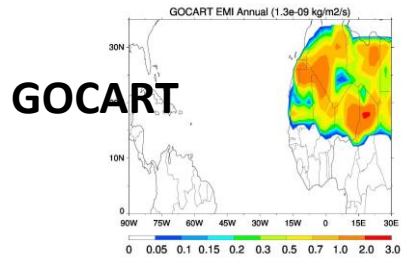 GOCART EMI Annual (1.3e-09 kg/m2/s)
30N
GOCART
10N
0
90W 75W 60W 45W 30W 15W 0 15E 30E
0 0.05 0.1 0.15 0.2 0.3 0.5 0.7 1.0 2.0 3.0